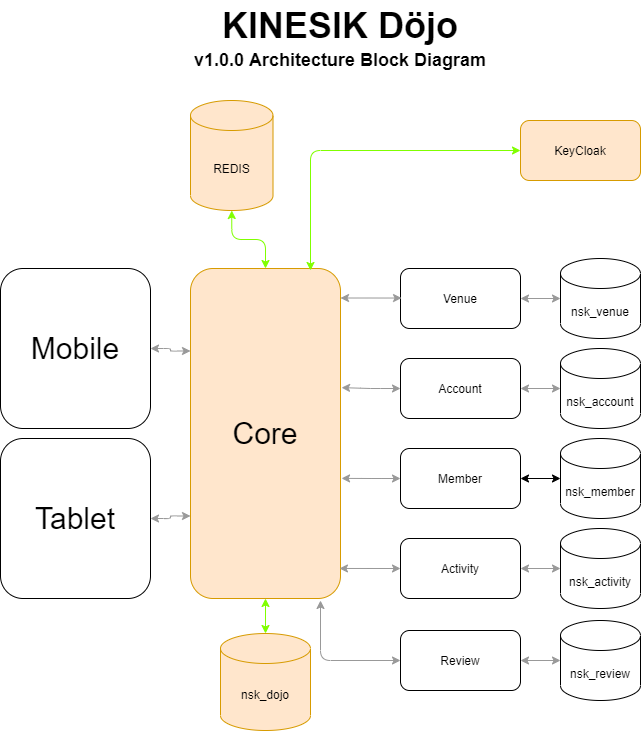 KINESIK Döjo
v1.0.0 Architecture Block Diagram
REDIS
KeyCloak
Mobile
Tablet
Core
Venue
nsk_venue
Account
nsk_account
Member
nsk_member
Activity
nsk_activity
Review
nsk_review
nsk_dojo